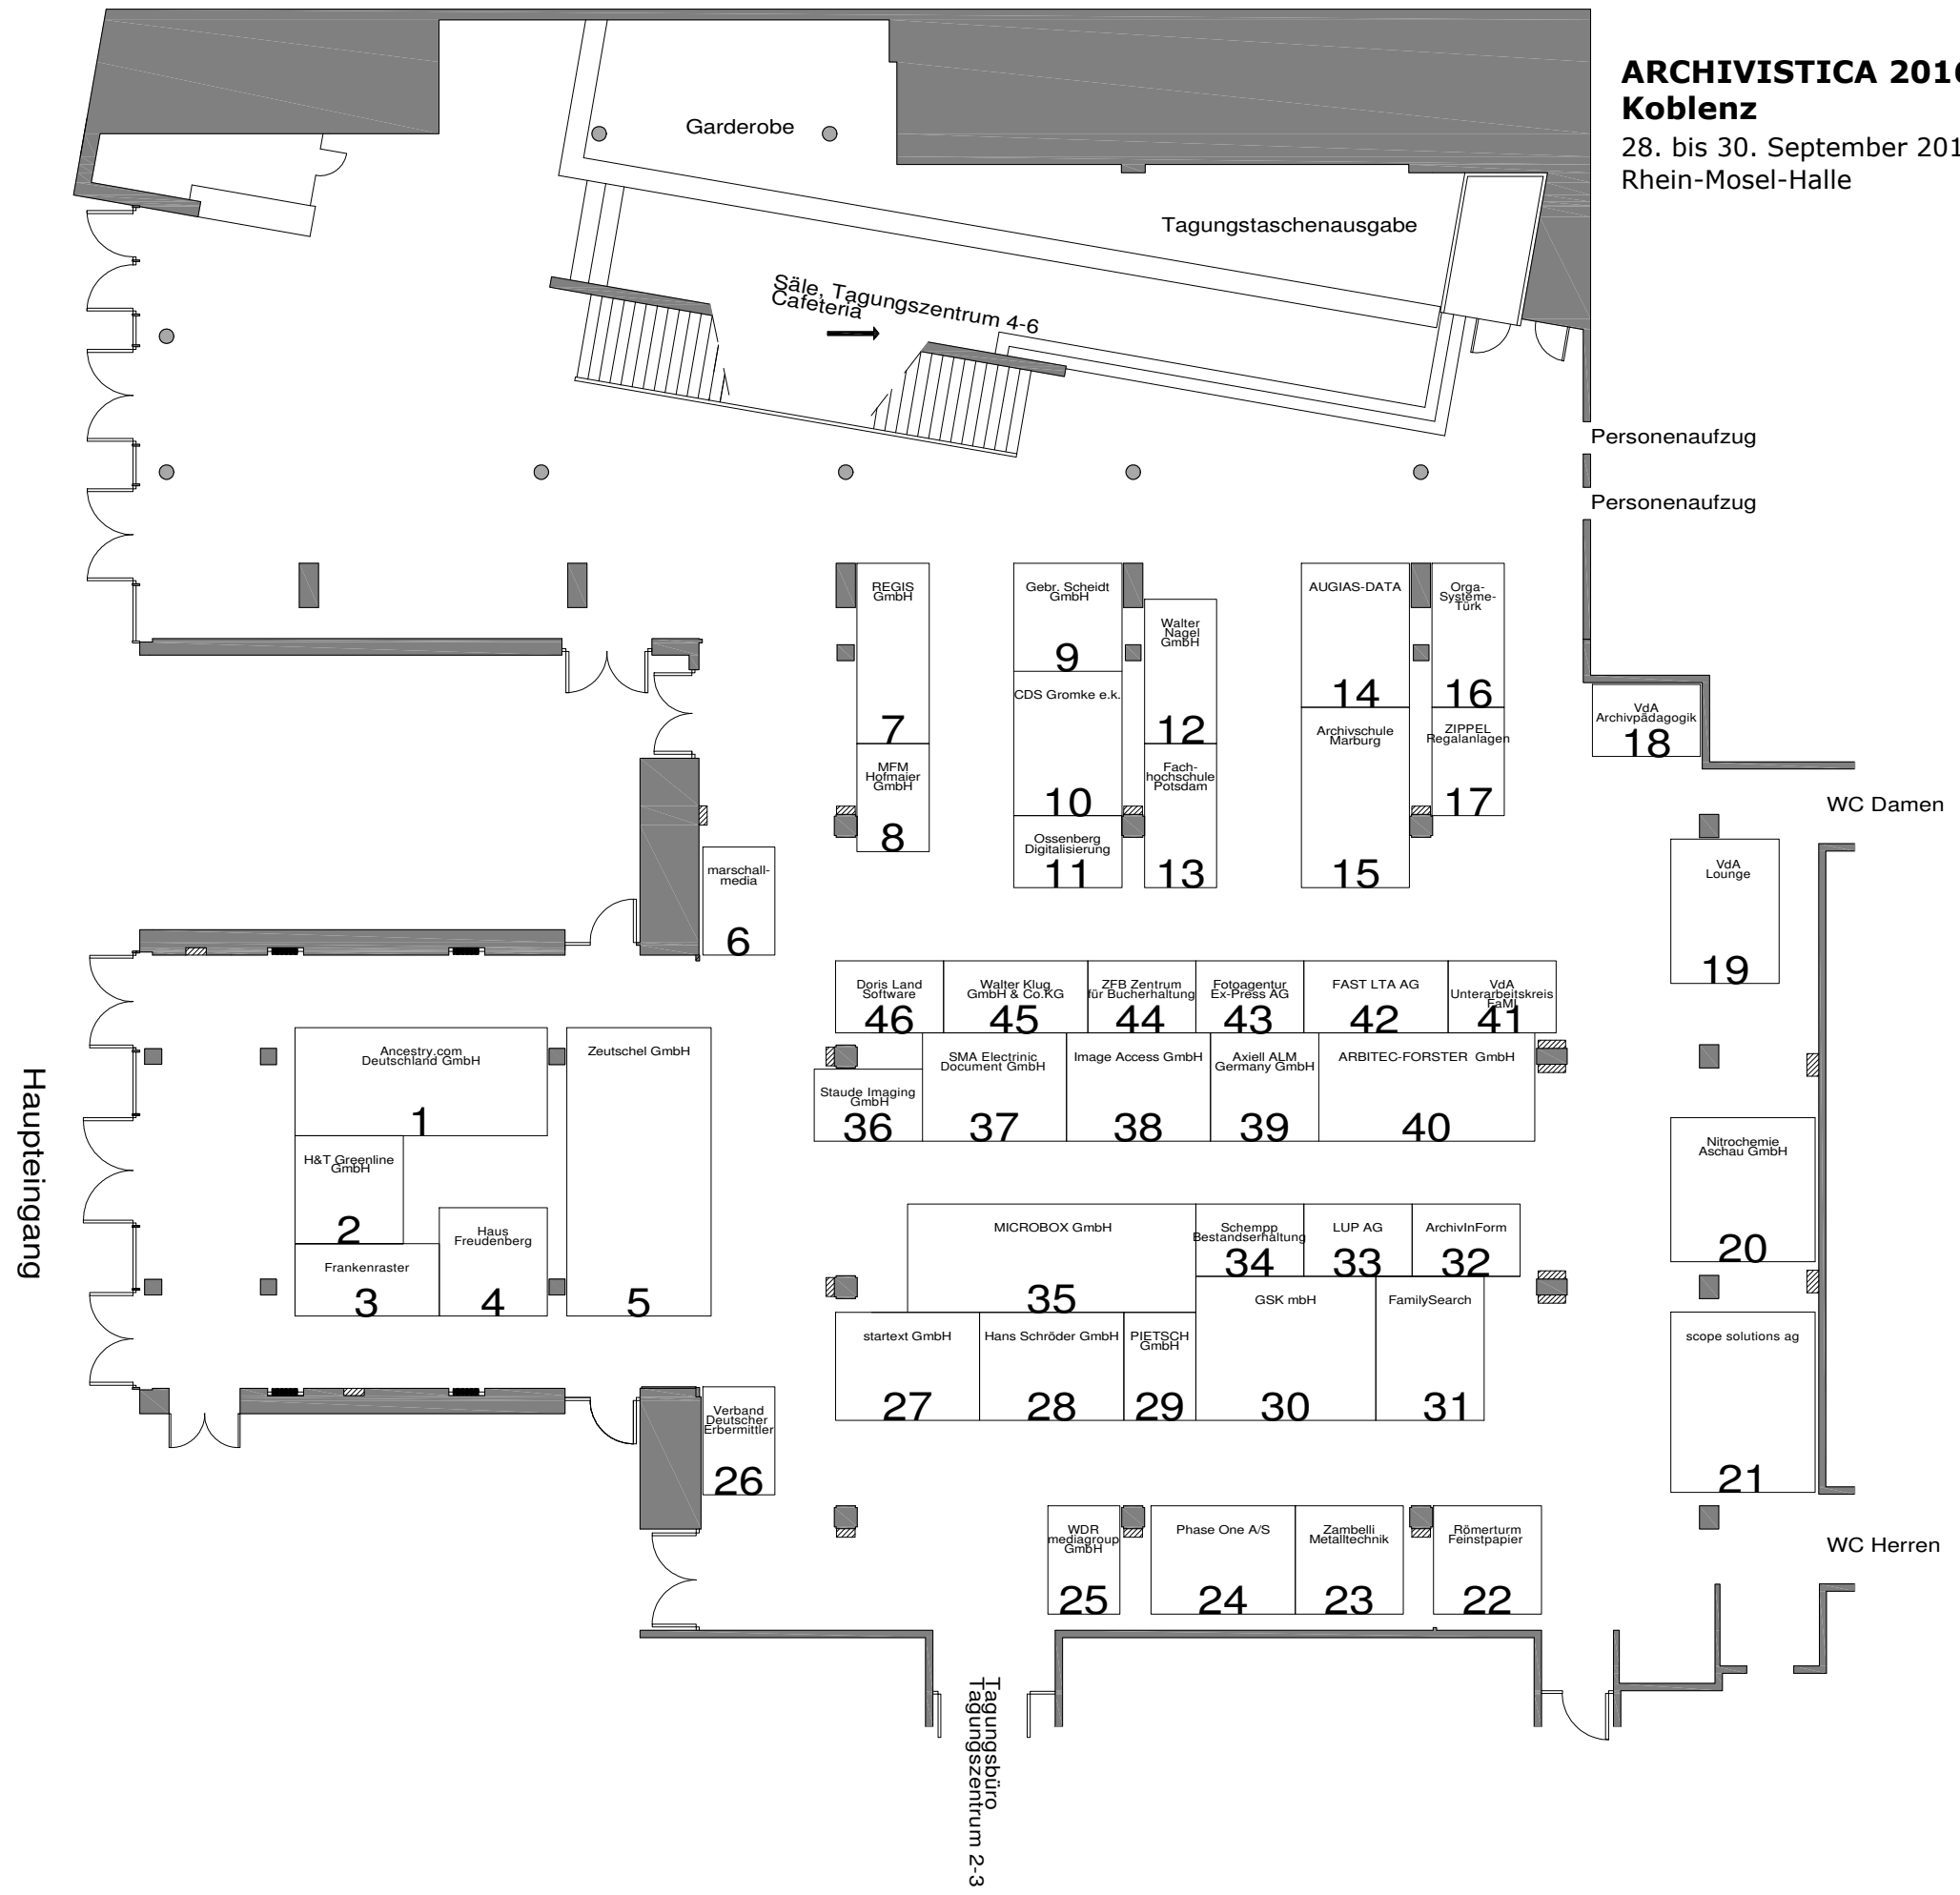 ARCHIVISTICA 201
Koblenz
28. bis 30. September 201
Rhein-Mosel-Halle
Garderobe
Tagungstaschenausgabe
Säle, Tagungszentrum 4-6
Cafeteria
Personenaufzug
Personenaufzug
REGIS
GmbH
7
MFM
Hofmaier
GmbH
8
Gebr. Scheidt
GmbH
9
CDS Gromke e.k.
10
Ossenberg
Digitalisierung
11
Walter
Nagel
GmbH
12
Fach-
hochschule
Potsdam
13
AUGIAS-DATA
14
Archivschule
Marburg
15
Orga-
Systeme-
Türk
16
ZIPPEL
Regalanlagen
17
VdA
Archivpädagogik
18
WC Damen
VdA
Lounge
19
marschall-
media
6
Doris Land
Software
46
Walter Klug
GmbH & Co.KG
45
ZFB Zentrum
für Bucherhaltung
44
Fotoagentur
Ex-Press AG
43
FAST LTA AG
42
VdA
Unterarbeitskreis
FaMI
41
Haupteingang
Ancestry.com
Deutschland GmbH
1
H&T Greenline
GmbH
2
Frankenraster
3
Haus
Freudenberg
4
Zeutschel GmbH
5
Staude Imaging
GmbH
36
SMA Electrinic
Document GmbH
37
Image Access GmbH
38
Axiell ALM
Germany GmbH
39
ARBITEC-FORSTER GmbH
40
Nitrochemie
Aschau GmbH
20
MICROBOX GmbH
35
Schempp
Bestandserhaltung
34
LUP AG
33
ArchivInForm
32
startext GmbH
27
Hans Schröder GmbH
28
PIETSCH
GmbH
29
GSK mbH
30
FamilySearch
31
scope solutions ag
21
Verband
Deutscher
Erbermittler
26
WDR
mediagroup
GmbH
25
Phase One A/S
24
Zambelli
Metalltechnik
23
Römerturm
Feinstpapier
22
WC Herren
Tagungsbüro
Tagungszentrum 2-3